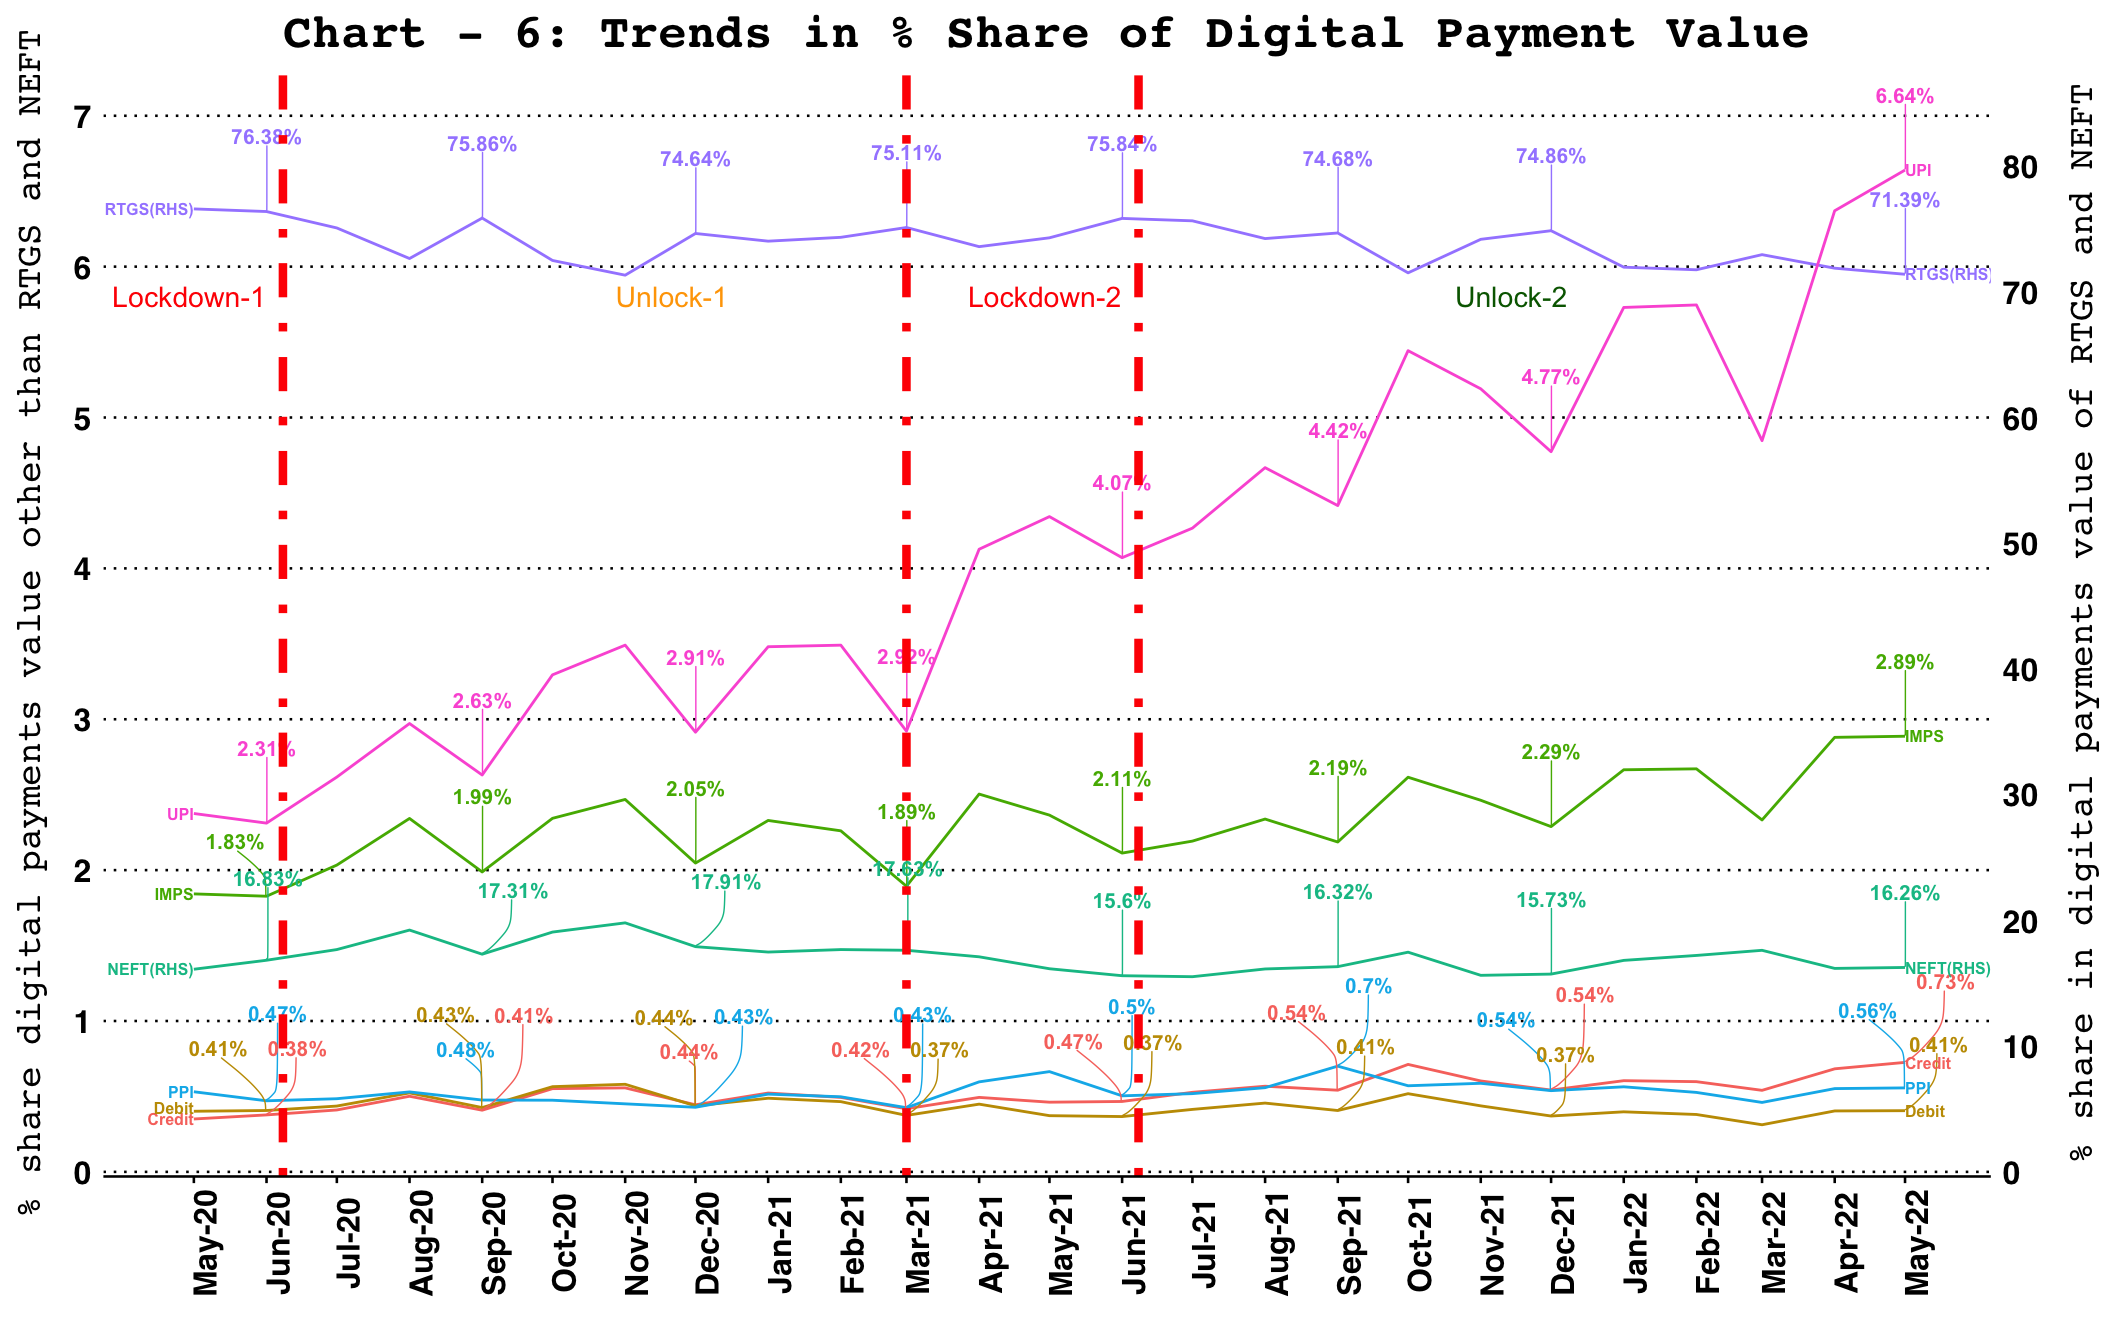 Chart - 6: Trends in % Share of Digital Payment Value
% share digital payments value other than RTGS and NEFT
7
6
5
4
3
2
1
0
76.38%
75.86%
74.64%
75.11%
75.84%
74.68%
74.86%
6.64%
UPI
71.39%
RTGS(RHS)
RTGS(RHS)
Lockdown-1
Unlock-1
Lockdown-2
Unlock-2
4.77%
4.42%
4.07%
2.91%
2.92%
2.89%
2.63%
2.31%
IMPS
2.29%
2.19%
2.11%
2.05%
1.99%
1.89%
UPI
1.83%
16.83%
17.63%
17.31%
17.91%
IMPS
15.6%
16.32%
15.73%
16.26%
NEFT(RHS)
NEFT(RHS)
0.73%
0.7%
0.54%
0.47%
0.43%
0.41%
0.44%
0.43%
0.43%
0.5%
0.54%
0.54%
0.56%
0.41%
0.38%
0.48%
0.44%
0.42%
0.37%
0.47%
0.37%
0.41%
0.37%
0.41%
PPI
Debit
Credit
Credit
PPI
Debit
80
70
60
50
40
30
20
10
0
% share in digital payments value of RTGS and NEFT
May-20
Jun-20
Jul-20
Aug-20
Sep-20
Oct-20
Nov-20
Dec-20
Jan-21
Feb-21
Mar-21
Apr-21
May-21
Jun-21
Jul-21
Aug-21
Sep-21
Oct-21
Nov-21
Dec-21
Jan-22
Feb-22
Mar-22
Apr-22
May-22